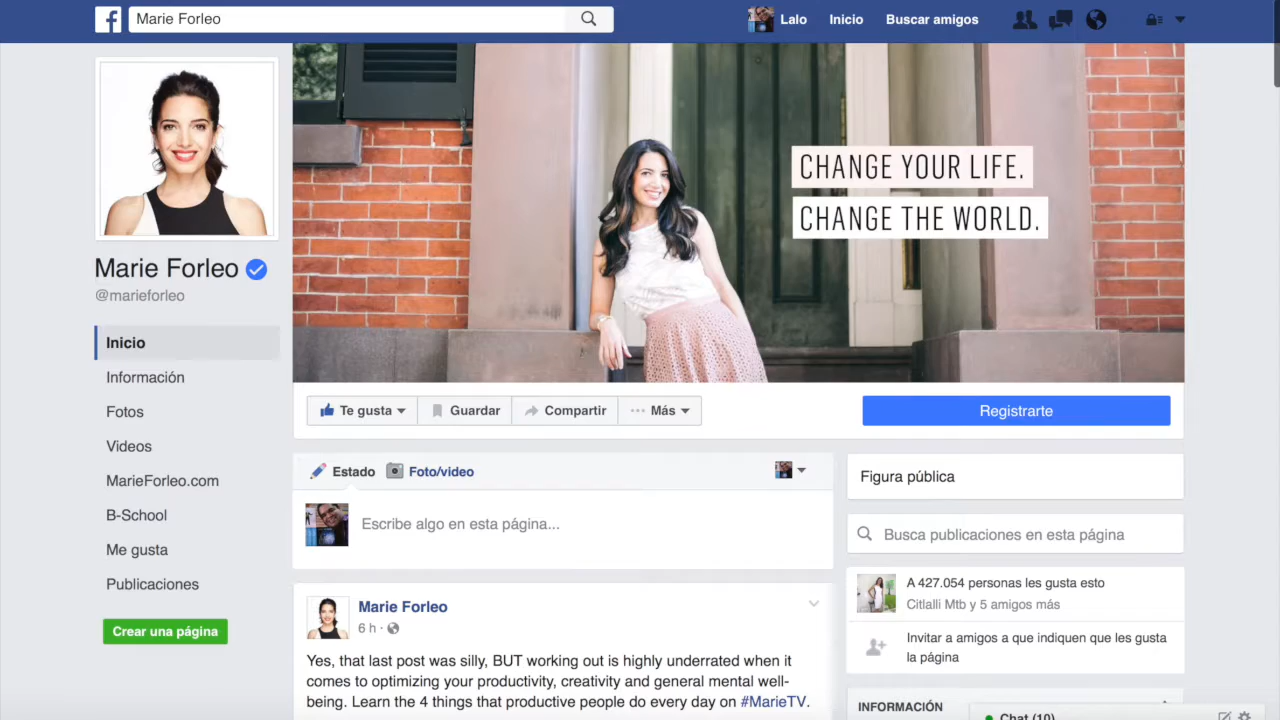 Marie Forleo
Lalo
Inicio
Buscar amigos
CHANGE YOUR LIFE.
CHANGE THE WORLD.
Marie Forleo
@marieforleo
Inicio
Información
Fotos
Videos
MarieForleo.com
B-School
Me gusta
Publicaciones
Crear una página
Te gusta
Guardar
Compartir
Más
Registrarte
Estado
Foto/video
Escribe algo en esta página...
Marie Forleo
6 h
Yes, that last post was silly, BUT working out is highly underrated when it
comes to optimizing your productivity, creativity and general mental well-
being. Learn the 4 things that productive people do every day on #MarieTV.
Figura pública
Busca publicaciones en esta página
A 427.054 personas les gusta esto
Citlalli Mtb y 5 amigos más
Invitar a amigos a que indiquen que les gusta
la página
INFORMACIÓN
Chat (10)